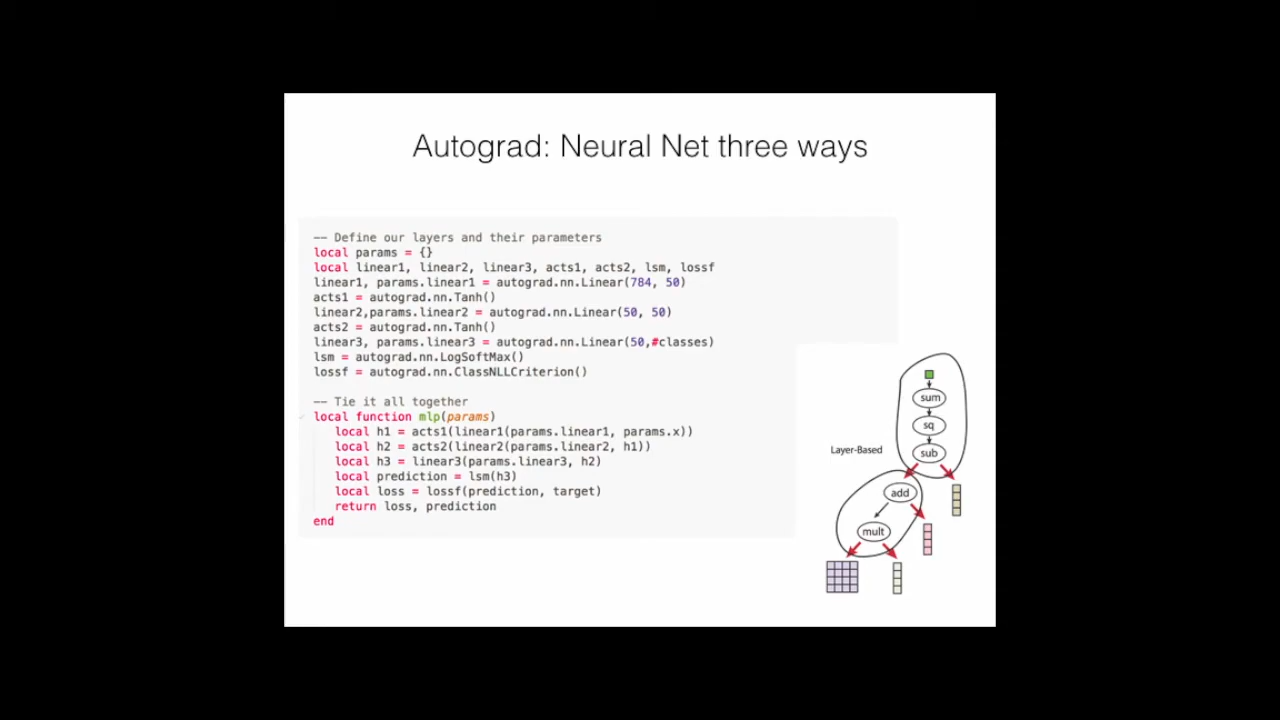 Autograd: Neural Net three ways
-- Define our layers and their parameters
local params = {}
local linear1, linear2, linear3, acts1, acts2, lsm, lossf
linear1, params.linear1 = autograd.nn.Linear(784, 50)
acts1 = autograd.nn.Tanh()
linear2,params.linear2 = autograd.nn.Linear(50, 50)
acts2 = autograd.nn.Tanh()
linear3, params.linear3 = autograd.nn.Linear(50,#classes)
lsm = autograd.nn.LogSoftMax()
lossf = autograd.nn.ClassNLLCriterion()
-- Tie it all together
local function mlp(params)
local h1 = acts1(linear1(params.linear1, params.x))
local h2 = acts2(linear2(params.linear2, h1))
local h3 = linear3(params.linear3, h2)
local prediction = lsm(h3)
local loss = lossf(prediction, target)
return loss, prediction
end
sum
sq
Layer-Based
sub
add
mult